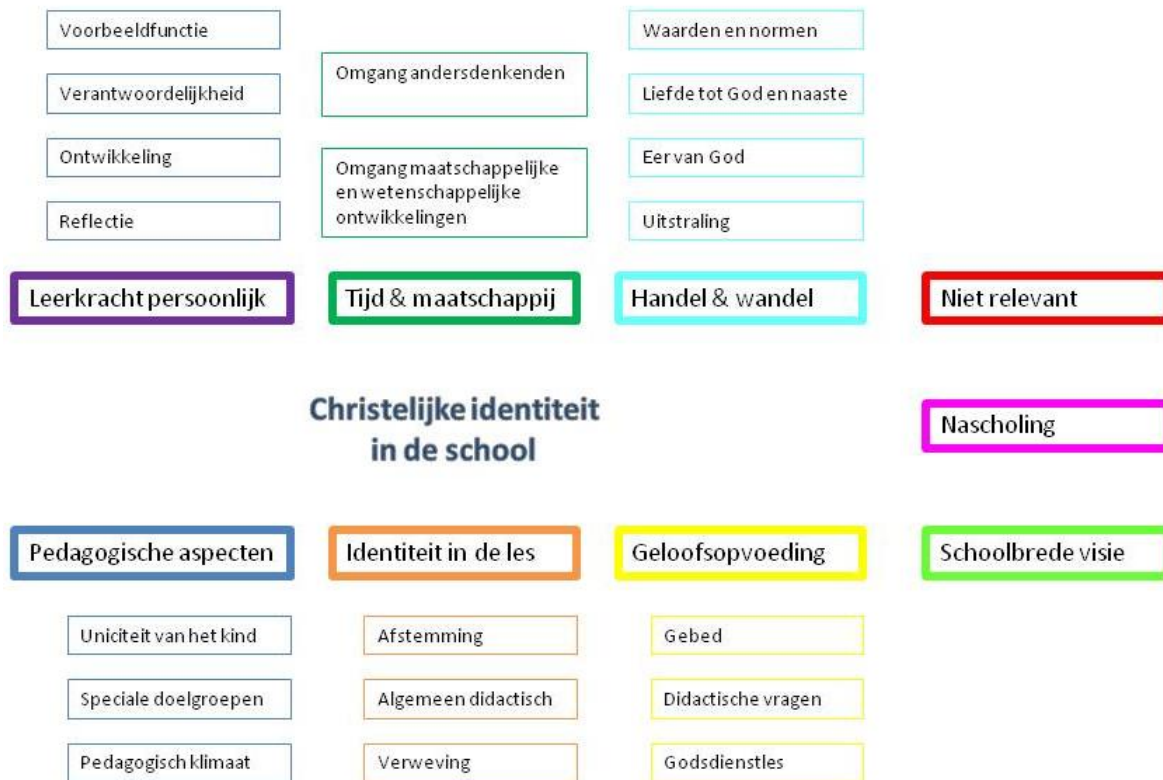 Voorbeeldfunctie
Verantwoordelijkheid
Ontwikkeling
Reflectie
Omgang andersdenkenden
Omgang maatschappelijke
en wetenschappelijke
ontwikkelingen
Waarden en normen
Liefde tot God en naaste
Eer van God
Uitstraling
Leerkracht persoonlijk
Tijd & maatschappij
Handel & wandel
Niet relevant
Christelijke identiteit
in de school
Nascholing
Pedagogische aspecten
Identiteit in de les
Geloofsopvoeding
Schoolbrede visie
Uniciteit van het kind
Speciale doelgroepen
Pedagogisch klimaat
Afstemming
Algemeen didactisch
Verweving
Gebed
Didactische vragen
Godsdienstles